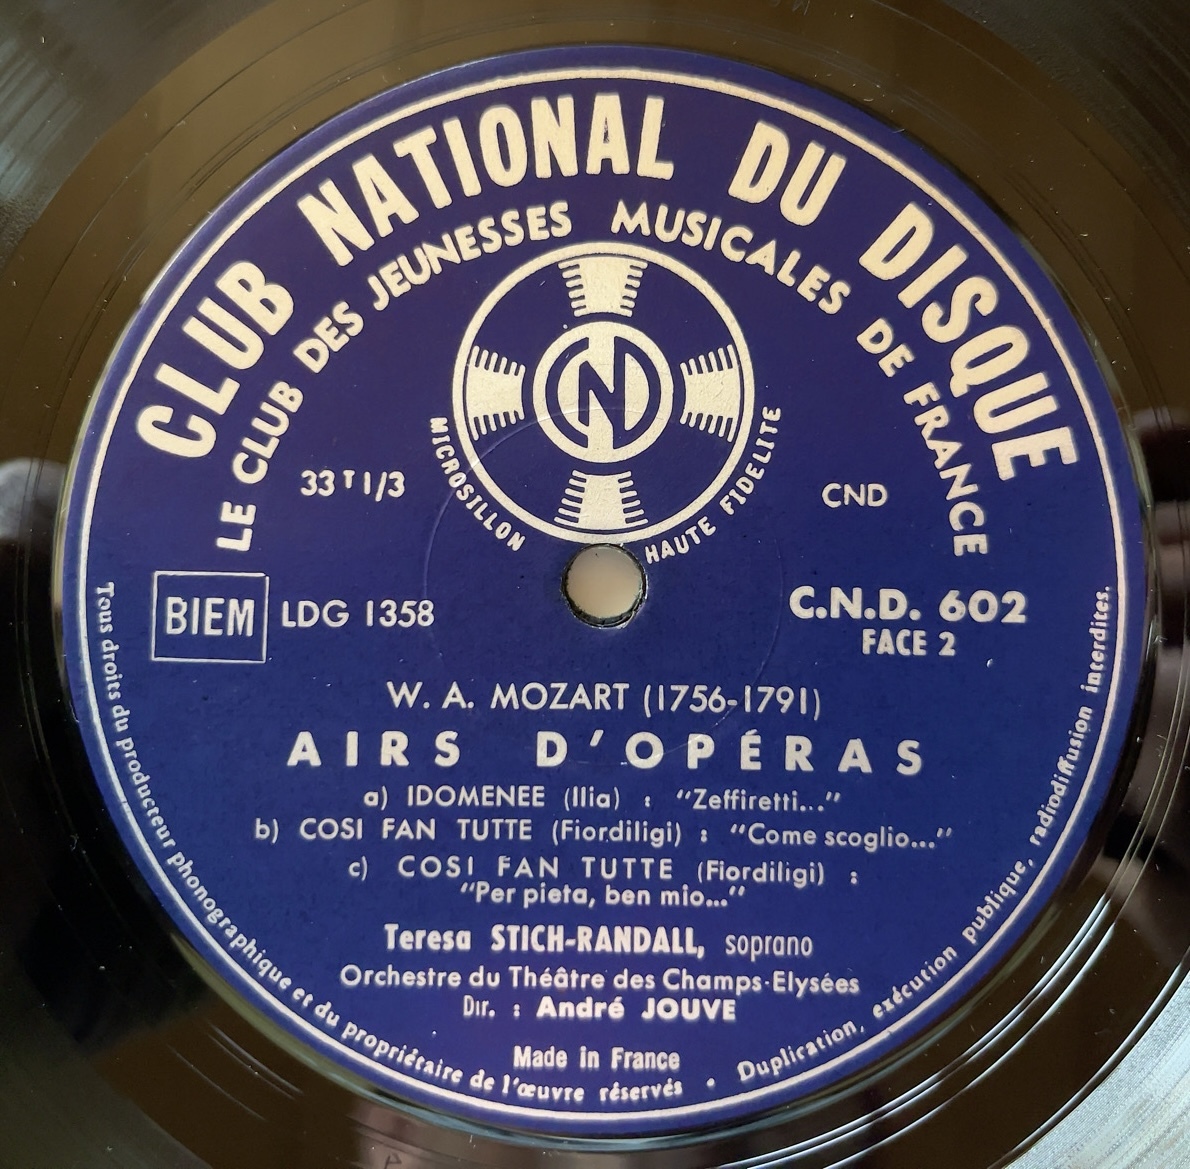 CLUB NATIONAL DU DISQUE
LE CLUB DES JEUNESSES MUSICALES DE FRANCE
CND
MICROSILLON HAUTE FIDELITE
33 T 1/3
CND
BIEM LDG 1358
C.N.D. 602
FACE 2
W. A. MOZART (1756-1791)
AIRS D'OPÉRAS
a) IDOMENEE (Ilia) : "Zeffiretti..."
b) COSI FAN TUTTE (Fiordiligi) : "Come scoglio..."
c) COSI FAN TUTTE (Fiordiligi) :
"Per pieta, ben mio..."
Teresa STICH-RANDALL, soprano
Orchestre du Théâtre des Champs-Elysées
Dir. : André JOUVE
Made in France
Tous droits du producteur phonographique et du propriétaire de l'œuvre réservés • Duplication, exécution publique, radiodiffusion interdites.